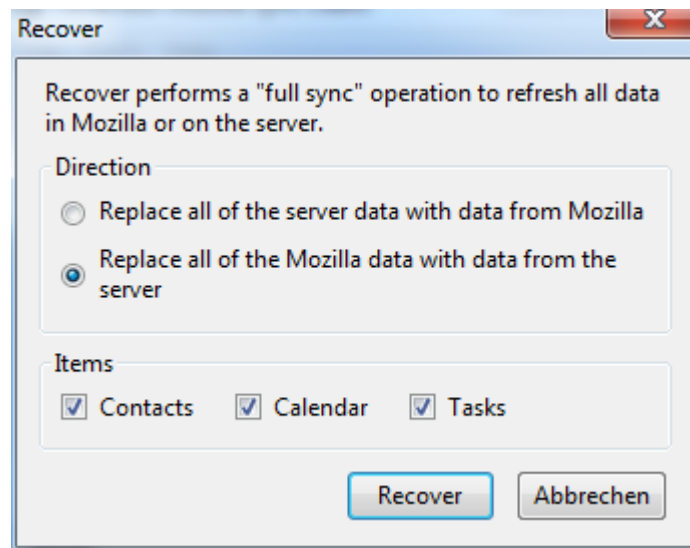 Recover
Recover performs a "full sync" operation to refresh all data
in Mozilla or on the server.
Direction
Replace all of the server data with data from Mozilla
Replace all of the Mozilla data with data from the
server
Items
Contacts Calendar Tasks
Recover Abbrechen